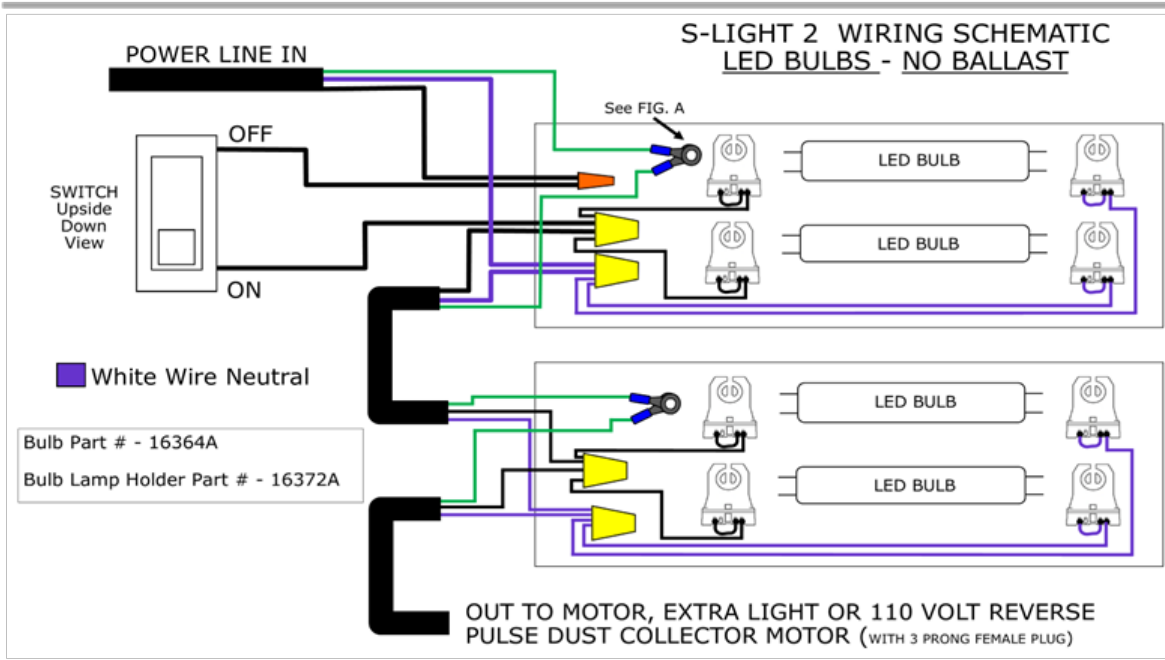 S-LIGHT 2 WIRING SCHEMATIC
LED BULBS - NO BALLAST
POWER LINE IN
See FIG. A
OFF
SWITCH
Upside
Down
View
ON
LED BULB
LED BULB
White Wire Neutral
LED BULB
LED BULB
Bulb Part # - 16364A
Bulb Lamp Holder Part # - 16372A
OUT TO MOTOR, EXTRA LIGHT OR 110 VOLT REVERSE
PULSE DUST COLLECTOR MOTOR (WITH 3 PRONG FEMALE PLUG)